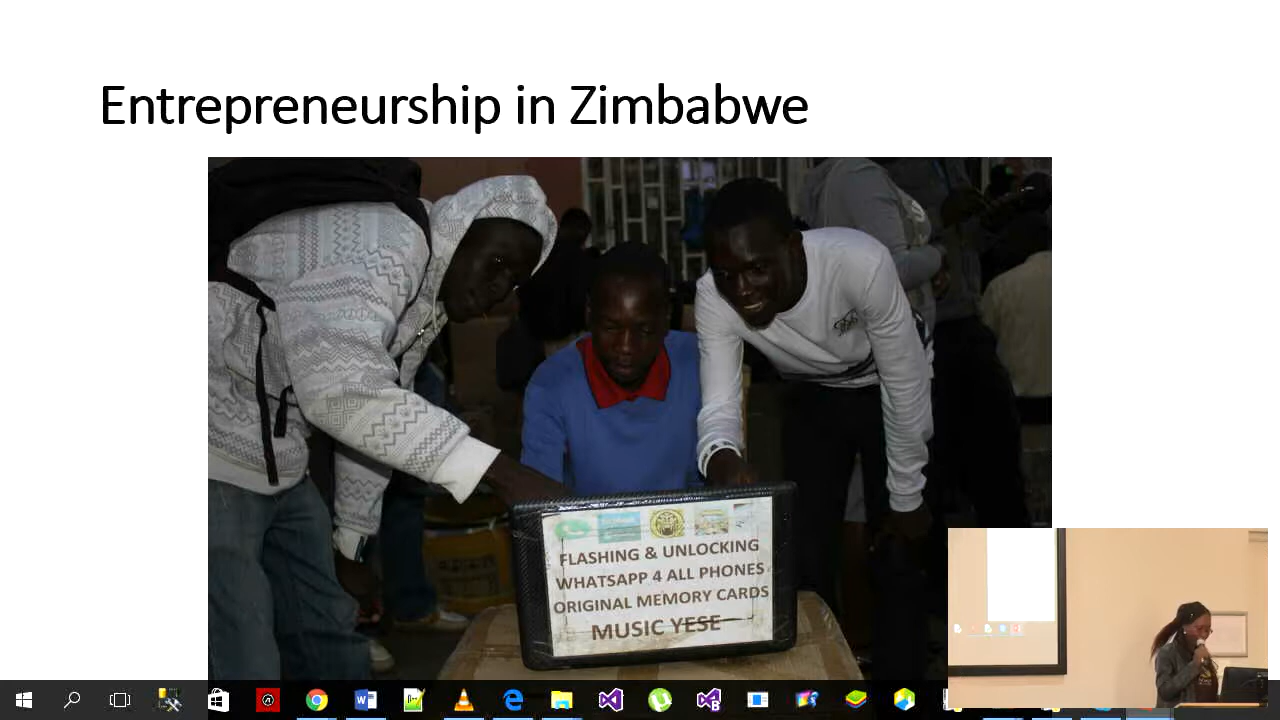 Entrepreneurship in Zimbabwe
FLASHING & UNLOCKING
WHATSAPP 4 ALL PHONES
ORIGINAL MEMORY CARDS
MUSIC YESE